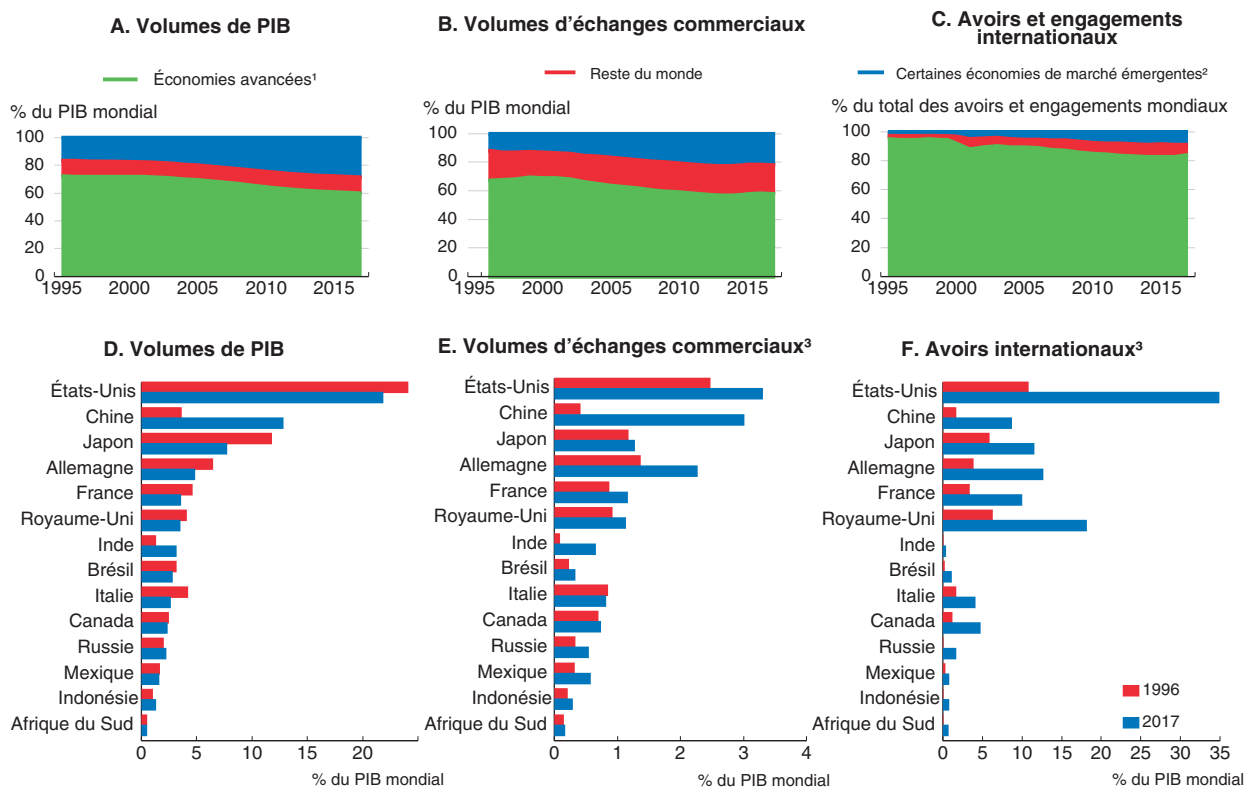 A. Volumes de PIB
B. Volumes d'échanges commerciaux
C. Avoirs et engagements
internationaux
Économies avancées¹
Reste du monde
Certaines économies de marché émergentes²
% du PIB mondial
100
80
60
40
20
0
1995 2000 2005 2010 2015
% du PIB mondial
100
80
60
40
20
0
1995 2000 2005 2010 2015
% du total des avoirs et engagements mondiaux
100
80
60
40
20
0
1995 2000 2005 2010 2015
D. Volumes de PIB
États-Unis
Chine
Japon
Allemagne
France
Royaume-Uni
Inde
Brésil
Italie
Canada
Russie
Mexique
Indonésie
Afrique du Sud
0 5 10 15 20
% du PIB mondial
E. Volumes d'échanges commerciaux³
États-Unis
Chine
Japon
Allemagne
France
Royaume-Uni
Inde
Brésil
Italie
Canada
Russie
Mexique
Indonésie
Afrique du Sud
0 1 2 3 4
% du PIB mondial
F. Avoirs internationaux³
États-Unis
Chine
Japon
Allemagne
France
Royaume-Uni
Inde
Brésil
Italie
Canada
Russie
Mexique
Indonésie
Afrique du Sud
1996
2017
0 5 10 15 20 25 30 35
% du PIB mondial